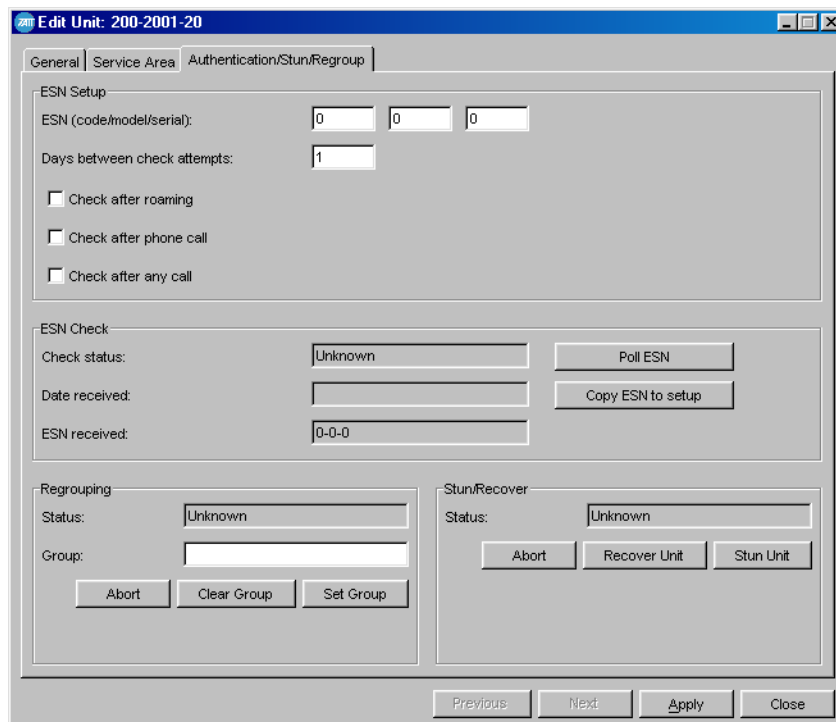 TAIT Edit Unit: 200-2001-20
General Service Area Authentication/Stun/Regroup
ESN Setup
ESN (code/model/serial): 0 0 0
Days between check attempts: 1
Check after roaming
Check after phone call
Check after any call
ESN Check
Check status: Unknown Poll ESN
Date received: Copy ESN to setup
ESN received: 0-0-0
Regrouping
Status: Unknown
Group:
Abort Clear Group Set Group
Stun/Recover
Status: Unknown
Abort Recover Unit Stun Unit
Previous Next Apply Close